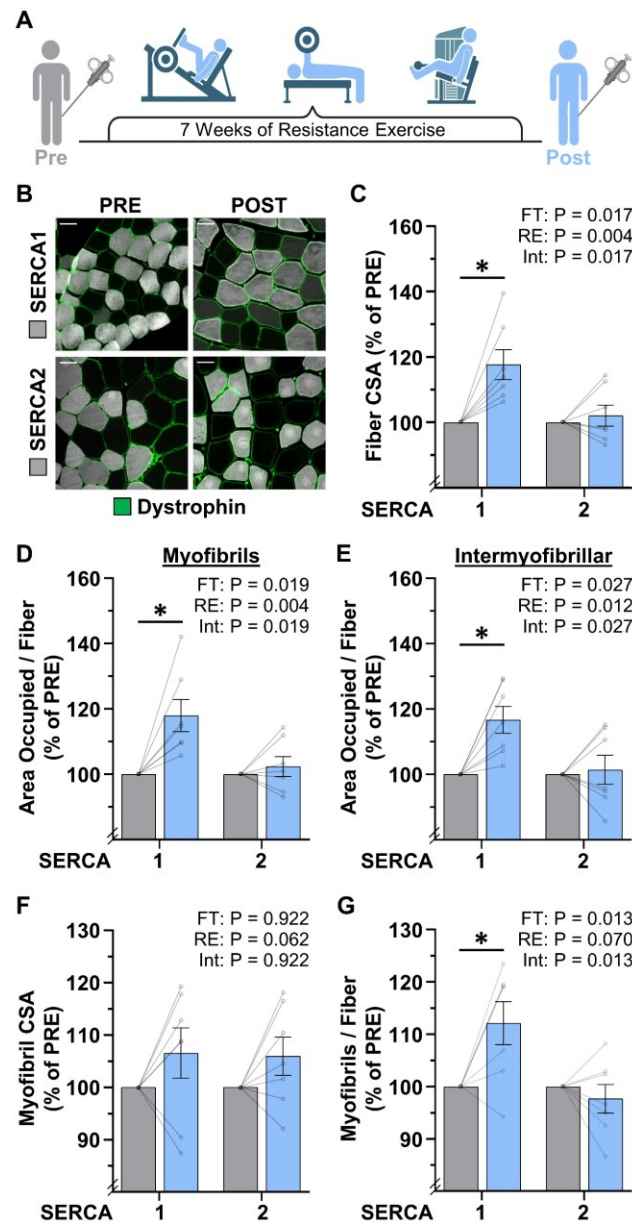 A
7 Weeks of Resistance Exercise
Pre
Post
B
PRE
POST
SERCA1
SERCA2
Dystrophin
C
FT: P = 0.017
RE: P = 0.004
Int: P = 0.017
*
Fiber CSA (% of PRE)
160
140
120
100
SERCA 1 2
D
Myofibrils
FT: P = 0.019
RE: P = 0.004
Int: P = 0.019
*
Area Occupied / Fiber
(% of PRE)
160
140
120
100
SERCA 1 2
E
Intermyofibrillar
FT: P = 0.027
RE: P = 0.012
Int: P = 0.027
*
Area Occupied / Fiber
(% of PRE)
160
140
120
100
SERCA 1 2
F
FT: P = 0.922
RE: P = 0.062
Int: P = 0.922
Myofibril CSA
(% of PRE)
130
120
110
100
90
SERCA 1 2
G
FT: P = 0.013
RE: P = 0.070
Int: P = 0.013
*
Myofibrils / Fiber
(% of PRE)
130
120
110
100
90
SERCA 1 2